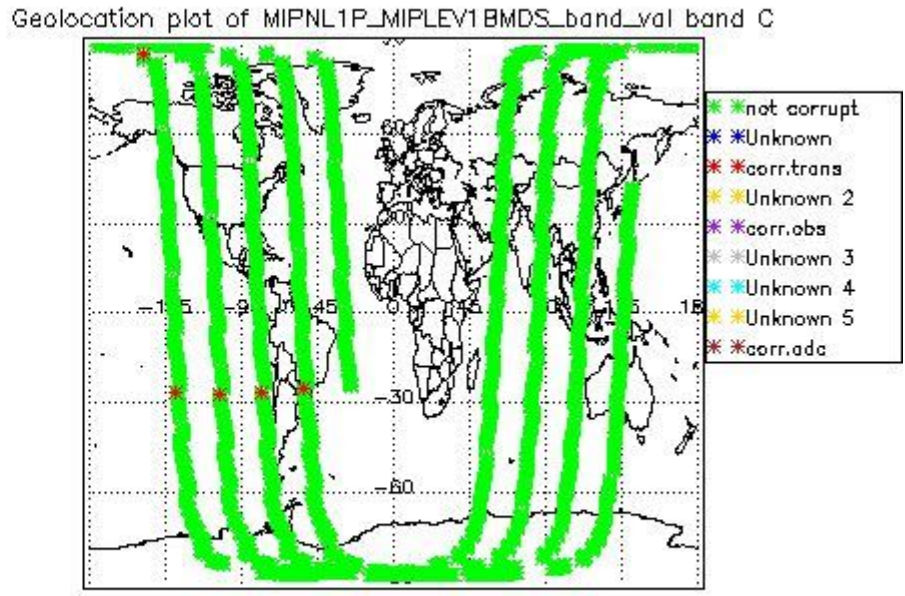 Geolocation plot of MIPNL1P_MIPLEV1BMDS_band_val band C
not corrupt
Unknown
corr.trans
Unknown 2
corr.obs
Unknown 3
Unknown 4
Unknown 5
corr.adc
0
-30
-60